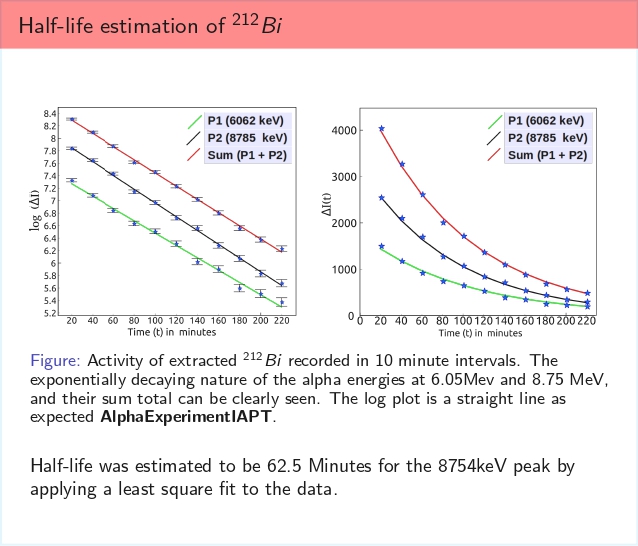 Half-life estimation of ²¹²Bi
8.4
8.2
8
7.8
7.6
7.4
7.2
7
6.8
6.6
6.4
6.2
6
5.8
5.6
5.4
5.2
log (ΔI)
P1 (6062 keV)
P2 (8785 keV)
Sum (P1 + P2)
20 40 60 80 100 120 140 160 180 200 220
Time (t) in minutes
4000
3000
2000
1000
0
ΔI(t)
P1 (6062 keV)
P2 (8785 keV)
Sum (P1 + P2)
0 20 40 60 80 100 120 140 160 180 200 220
Time (t) in minutes
Figure: Activity of extracted ²¹²Bi recorded in 10 minute intervals. The
exponentially decaying nature of the alpha energies at 6.05Mev and 8.75 MeV,
and their sum total can be clearly seen. The log plot is a straight line as
expected AlphaExperimentIAPT.
Half-life was estimated to be 62.5 Minutes for the 8754keV peak by
applying a least square fit to the data.